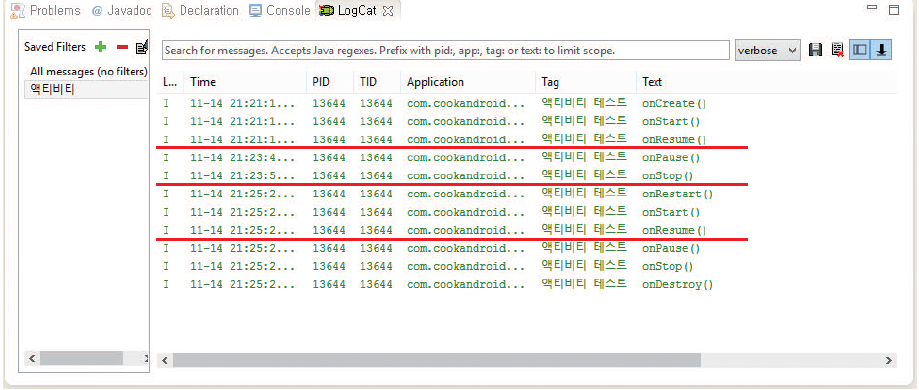 Problems @ Javadoc Declaration Console LogCat
Saved Filters
Search for messages. Accepts Java regexes. Prefix with pid:, app:, tag: or text: to limit scope.
verbose
All messages (no filters)
액티비티
L... Time PID TID Application Tag Text
I 11-14 21:21:1... 13644 13644 com.cookandroid... 액티비티 테스트 onCreate()
I 11-14 21:21:1... 13644 13644 com.cookandroid... 액티비티 테스트 onStart()
I 11-14 21:21:1... 13644 13644 com.cookandroid... 액티비티 테스트 onResume()
I 11-14 21:23:4... 13644 13644 com.cookandroid... 액티비티 테스트 onPause()
I 11-14 21:23:5... 13644 13644 com.cookandroid... 액티비티 테스트 onStop()
I 11-14 21:25:2... 13644 13644 com.cookandroid... 액티비티 테스트 onRestart()
I 11-14 21:25:2... 13644 13644 com.cookandroid... 액티비티 테스트 onStart()
I 11-14 21:25:2... 13644 13644 com.cookandroid... 액티비티 테스트 onResume()
I 11-14 21:25:2... 13644 13644 com.cookandroid... 액티비티 테스트 onPause()
I 11-14 21:25:2... 13644 13644 com.cookandroid... 액티비티 테스트 onStop()
I 11-14 21:25:2... 13644 13644 com.cookandroid... 액티비티 테스트 onDestroy()